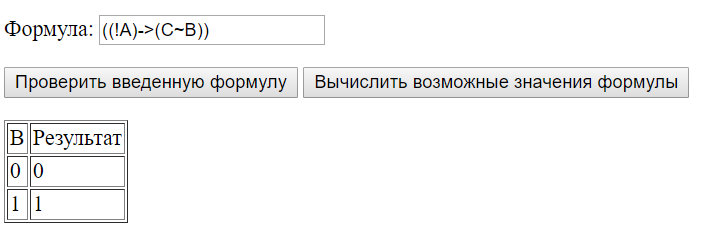 Формула: ((!A)->(C~B))
Проверить введенную формулу Вычислить возможные значения формулы
B Результат
0 0
1 1